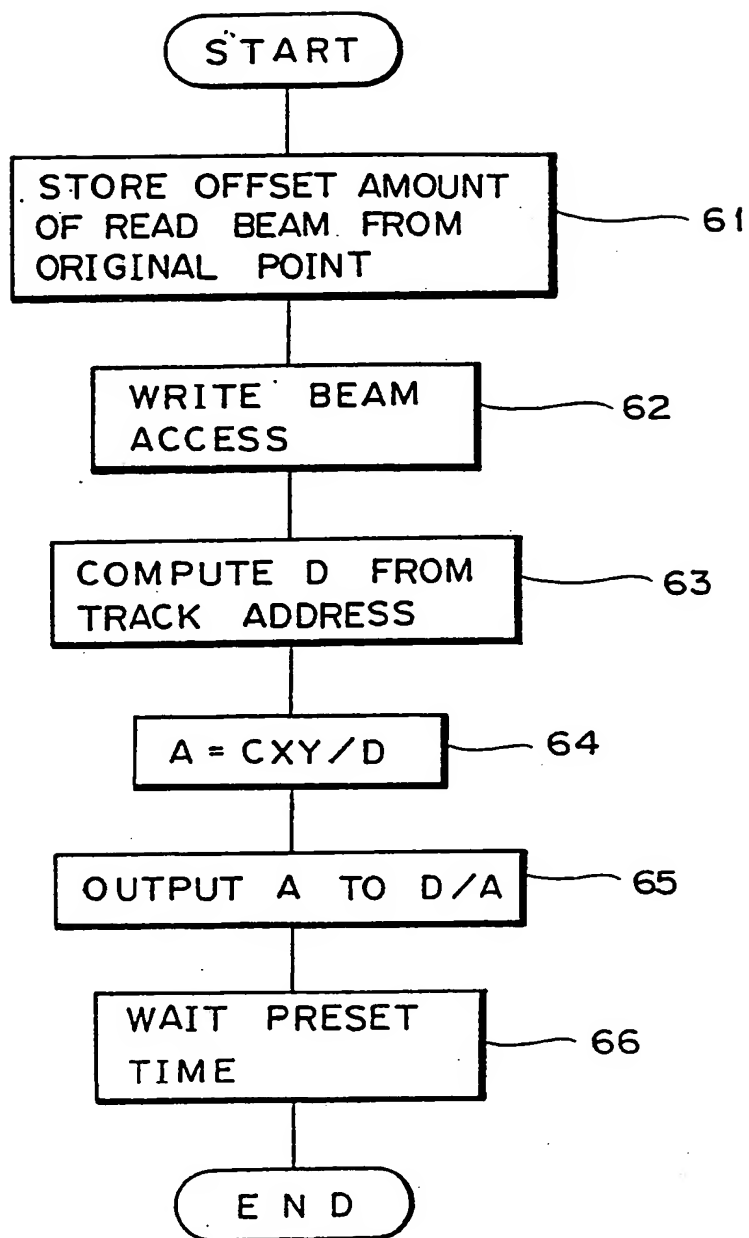 START
STORE OFFSET AMOUNT
OF READ BEAM FROM
ORIGINAL POINT
61
WRITE BEAM
ACCESS
62
COMPUTE D FROM
TRACK ADDRESS
63
A = CXY/D
64
OUTPUT A TO D/A
65
WAIT PRESET
TIME
66
END